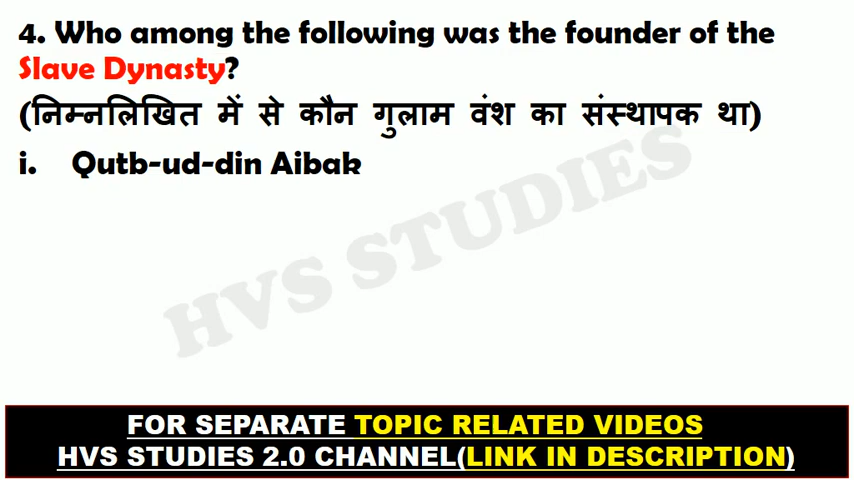 4. Who among the following was the founder of the
Slave Dynasty?
(निम्नलिखित में से कौन गुलाम वंश का संस्थापक था)
i. Qutb-ud-din Aibak
HVS STUDIES
FOR SEPARATE TOPIC RELATED VIDEOS
HVS STUDIES 2.0 CHANNEL(LINK IN DESCRIPTION)